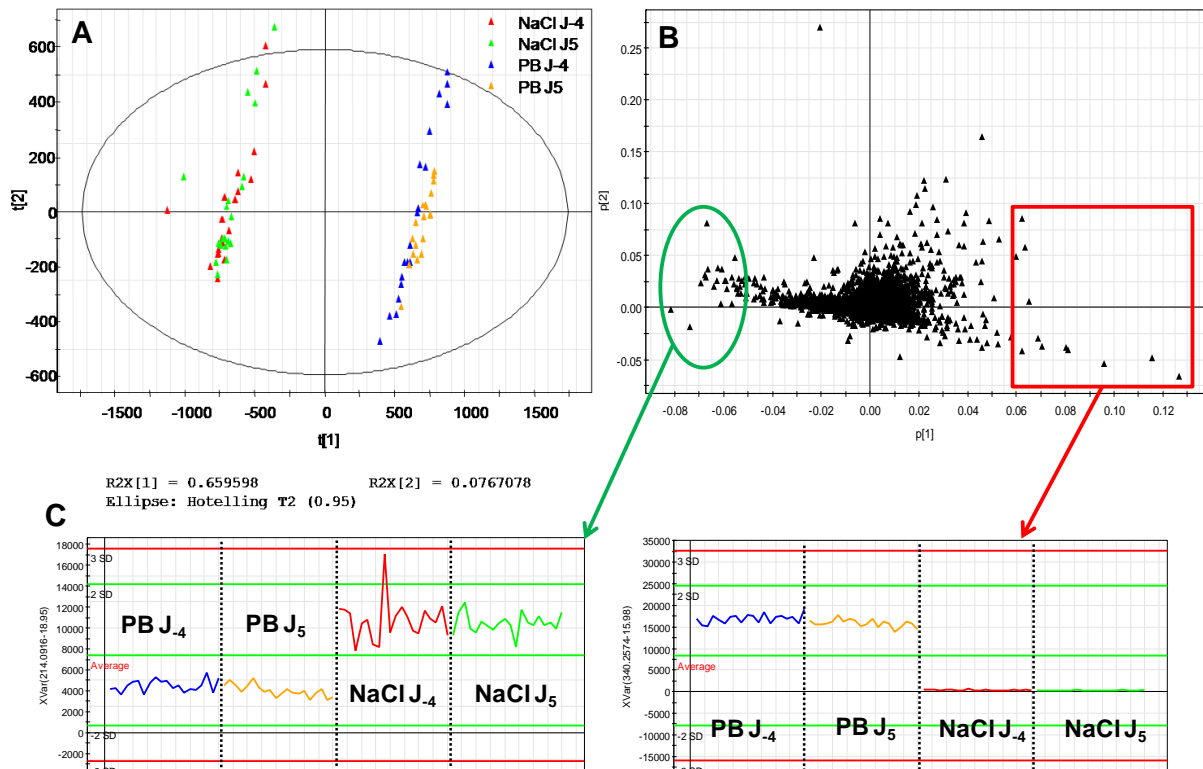 A
NaCl J-4
NaCl J5
PB J-4
PB J5
600
400
200
0
-200
-400
-600
t[2]
-1500 -1000 -500 0 500 1000 1500
t[1]
R2X[1] = 0.659598 R2X[2] = 0.0767078
Ellipse: Hotelling T2 (0.95)
B
0.25
0.20
0.15
0.10
0.05
0.00
-0.05
p[2]
-0.08 -0.06 -0.04 -0.02 0.00 0.02 0.04 0.06 0.08 0.10 0.12
p[1]
C
18000
16000
14000
12000
10000
8000
6000
4000
2000
0
-2000
XVar(214.0916-18.95)
3 SD
2 SD
Average
-2 SD
PB J-4
PB J5
NaCl J-4
NaCl J5
35000
30000
25000
20000
15000
10000
5000
0
-5000
-10000
-15000
XVar(340.2574-15.98)
3 SD
2 SD
Average
-2 SD
PB J-4
PB J5
NaCl J-4
NaCl J5